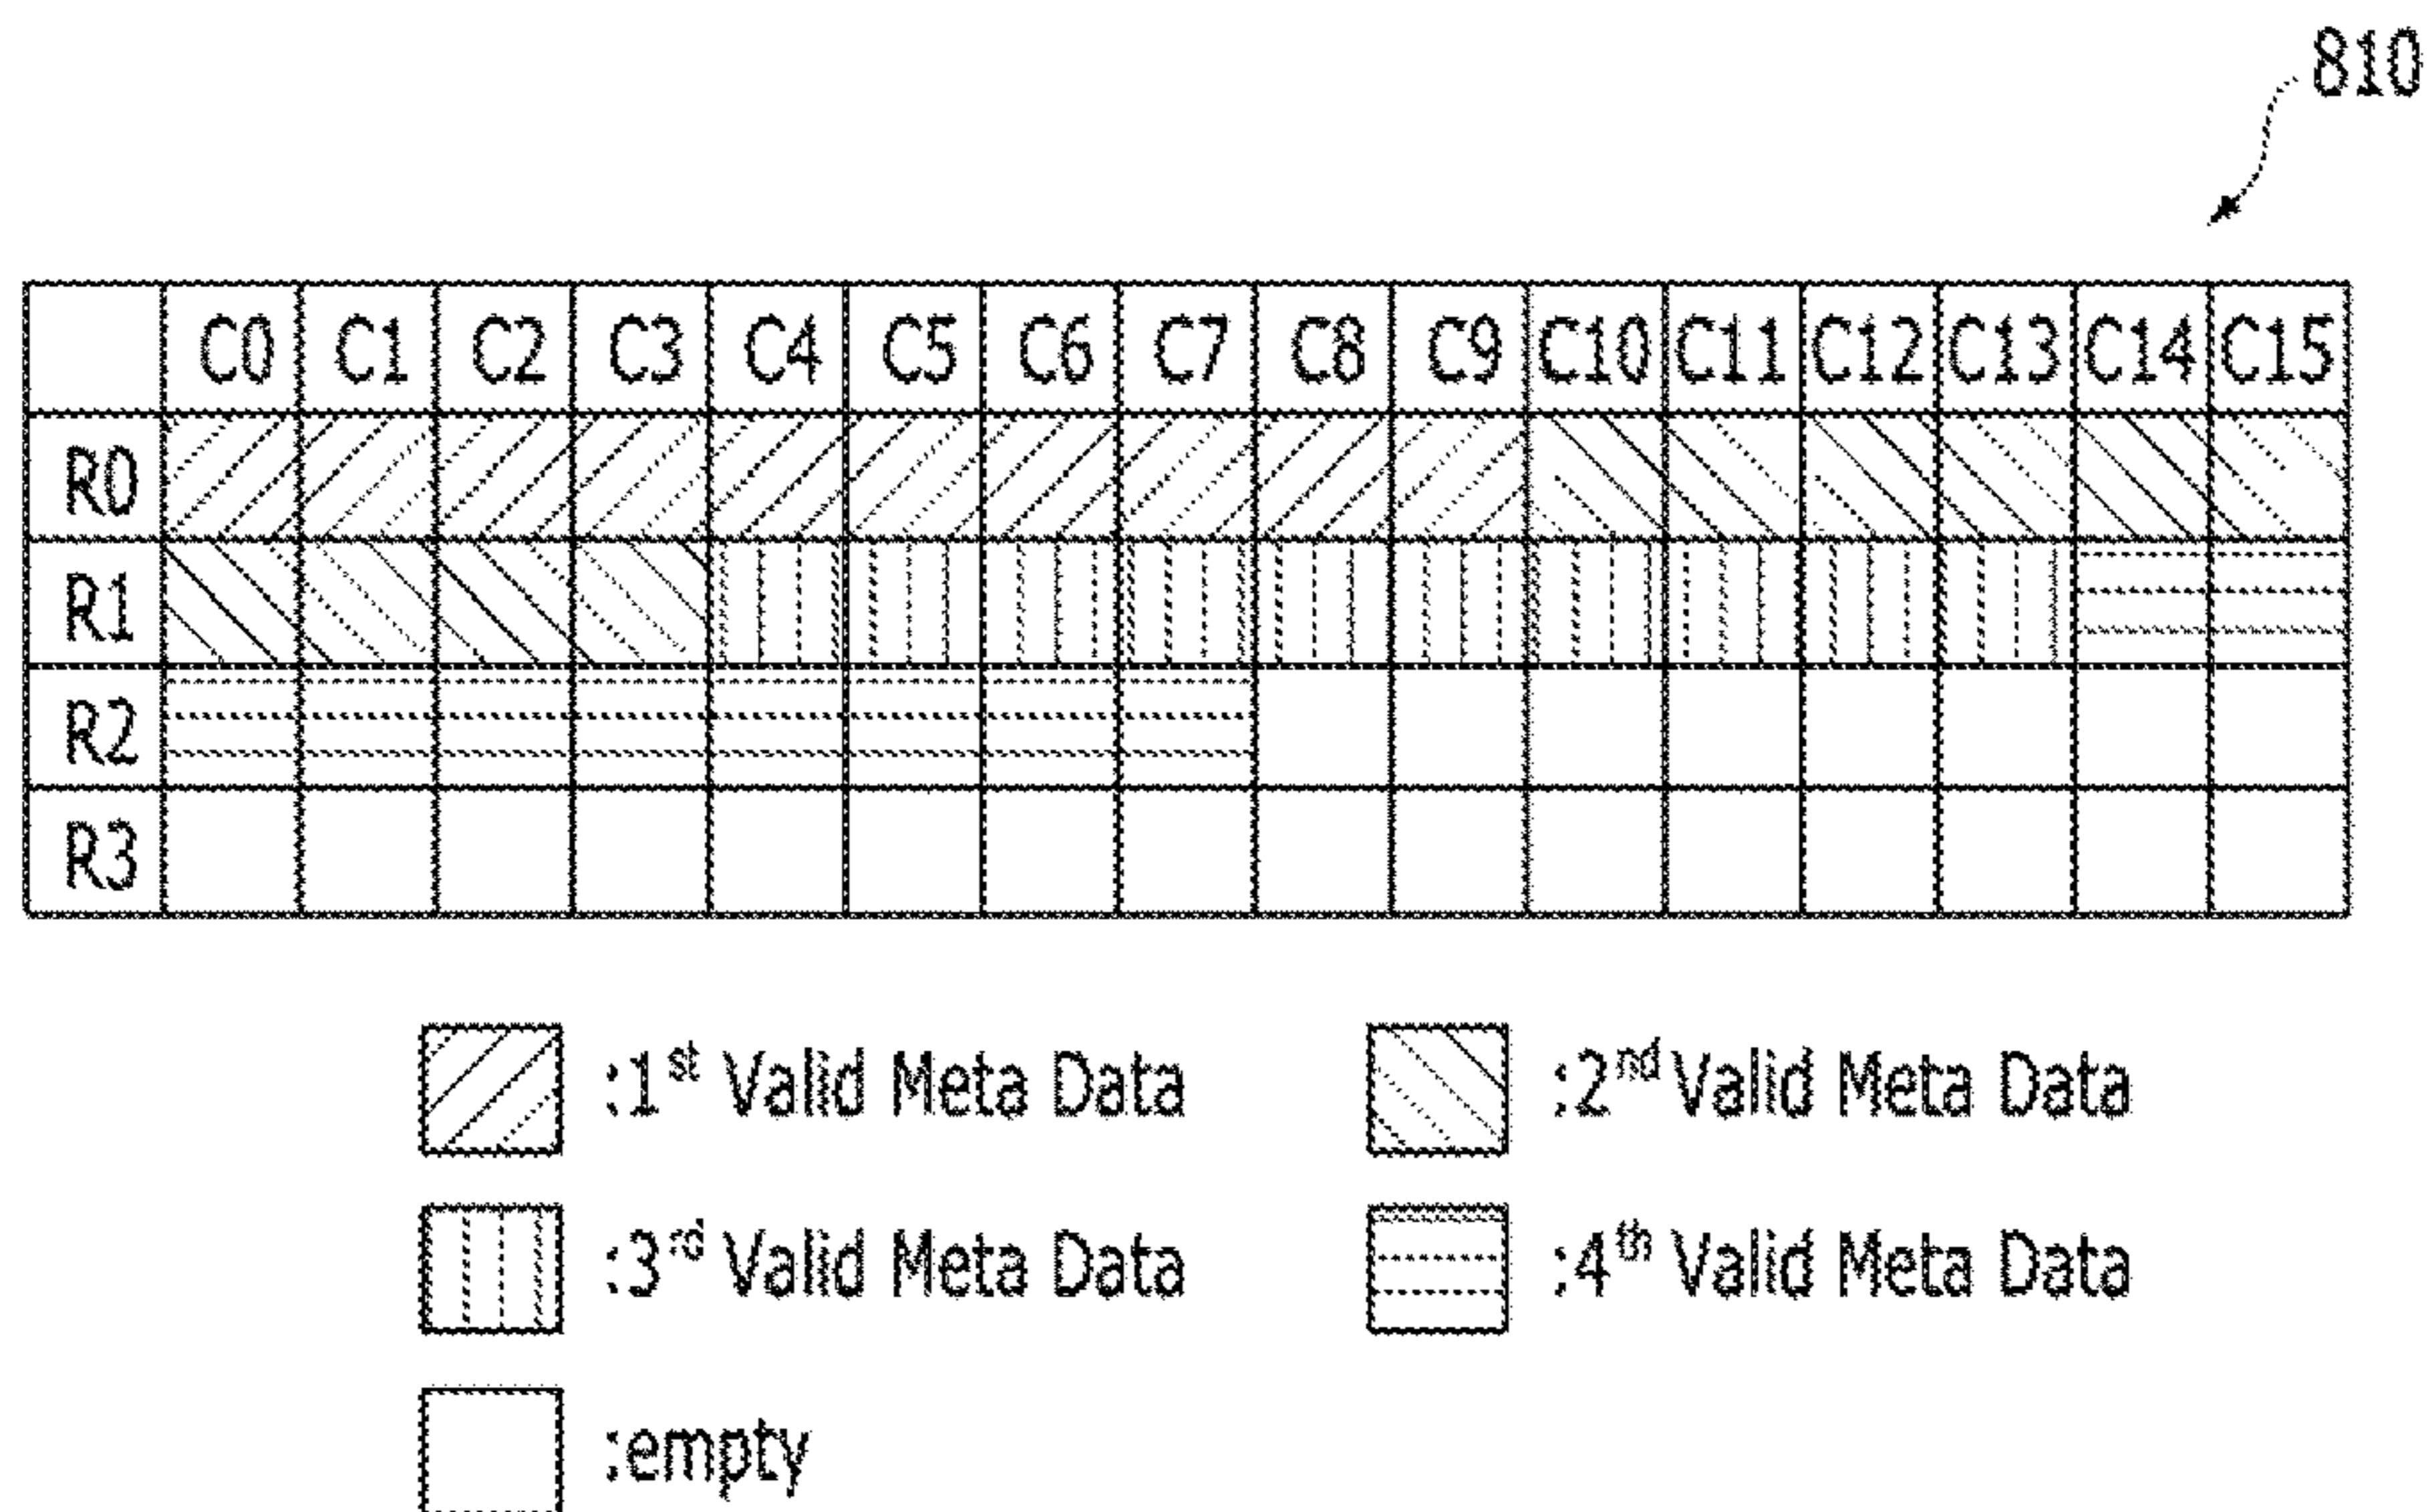 810
C0 C1 C2 C3 C4 C5 C6 C7 C8 C9 C10 C11 C12 C13 C14 C15
R0
R1
R2
R3
:1st Valid Meta Data :2nd Valid Meta Data
:3rd Valid Meta Data :4th Valid Meta Data
:empty